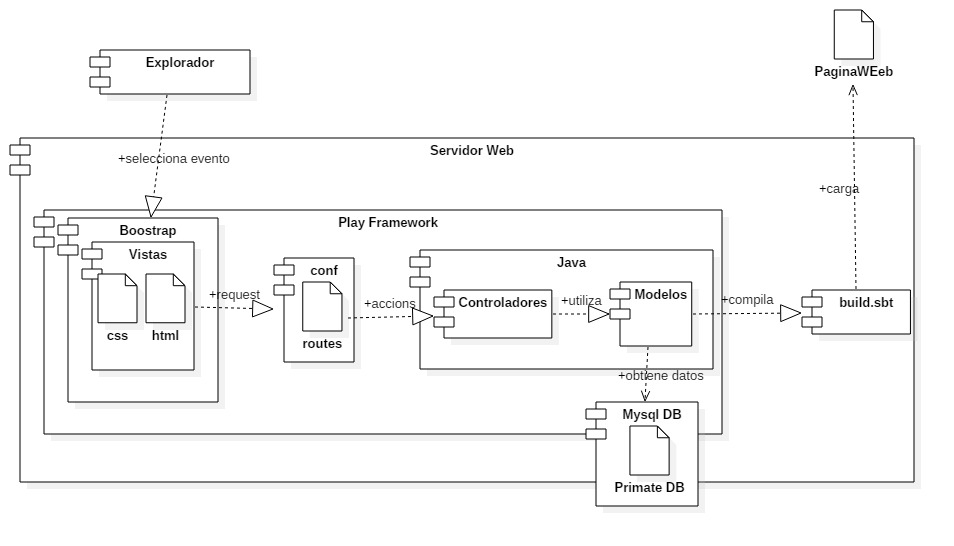 Explorador
PaginaWEeb
+selecciona evento
Servidor Web
+carga
Play Framework
Boostrap
Vistas
css
html
+request
conf
routes
+accions
Java
Controladores
+utiliza
Modelos
+compila
build.sbt
+obtiene datos
Mysql DB
Primate DB